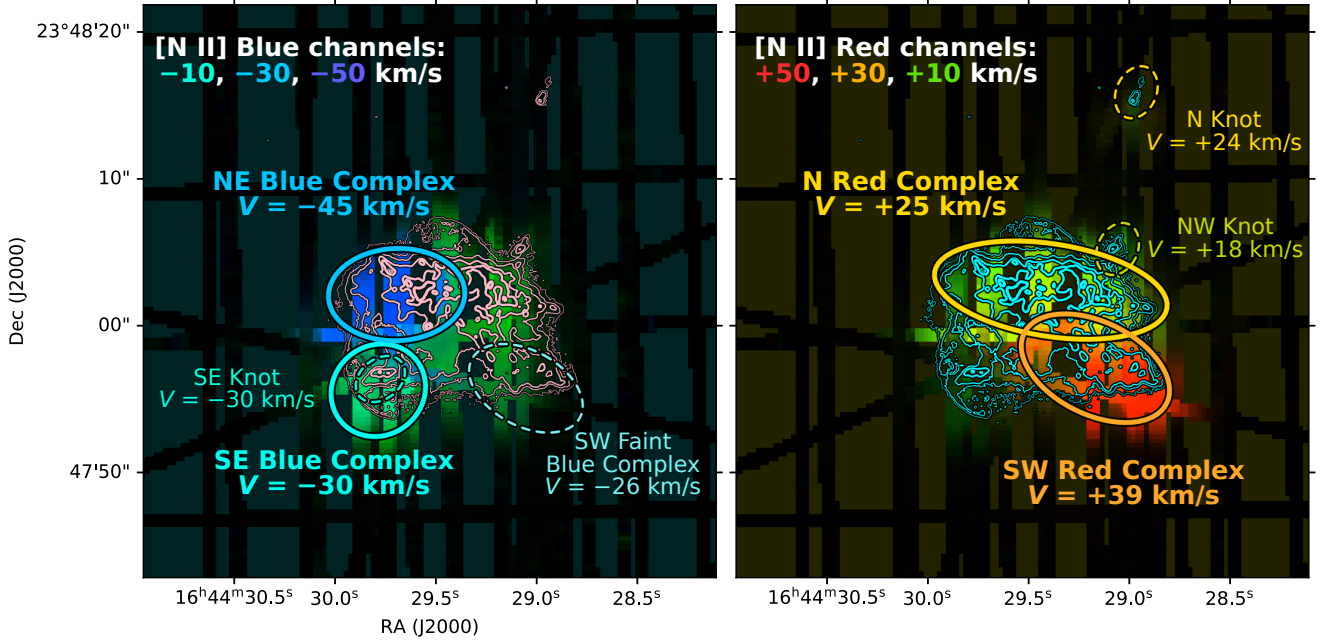 23°48'20"
10"
00"
47'50"
Dec (J2000)
[N II] Blue channels:
−10, −30, −50 km/s
NE Blue Complex
V = −45 km/s
SE Knot
V = −30 km/s
SE Blue Complex
V = −30 km/s
SW Faint
Blue Complex
V = −26 km/s
16ʰ44ᵐ30.5ˢ
30.0ˢ
29.5ˢ
29.0ˢ
28.5ˢ
RA (J2000)
[N II] Red channels:
+50, +30, +10 km/s
N Knot
V = +24 km/s
N Red Complex
V = +25 km/s
NW Knot
V = +18 km/s
SW Red Complex
V = +39 km/s
16ʰ44ᵐ30.5ˢ
30.0ˢ
29.5ˢ
29.0ˢ
28.5ˢ